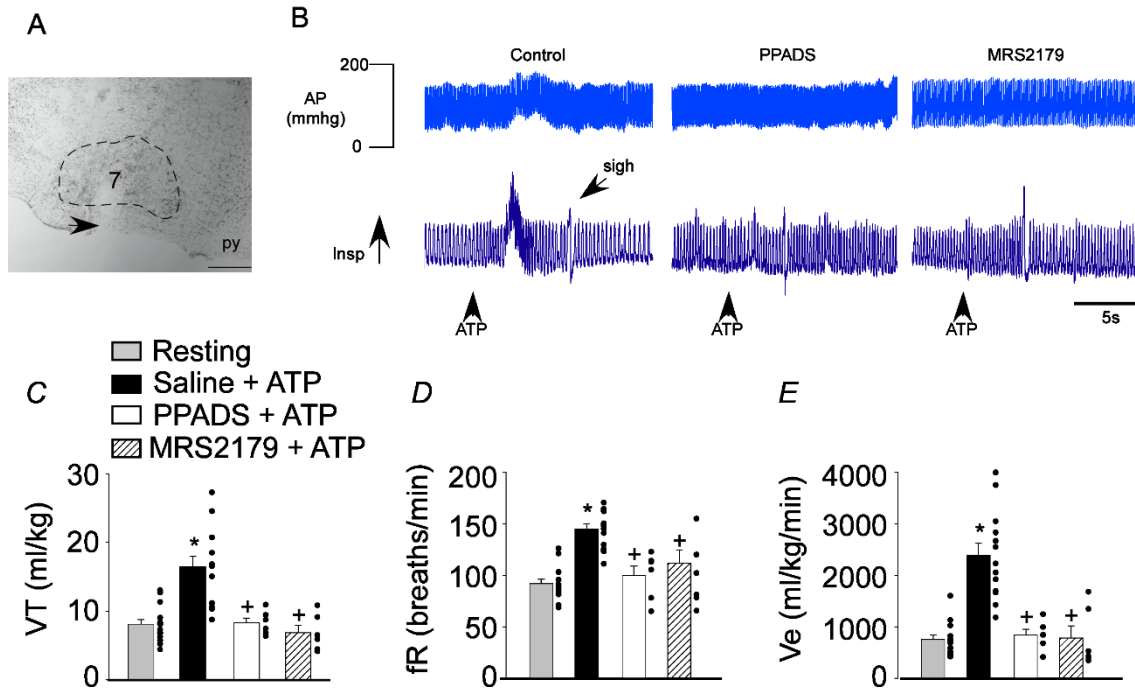 A
7
py
B
Control
PPADS
MRS2179
200
AP
(mmhg)
0
sigh
Insp
ATP
ATP
ATP
5s
Resting
Saline + ATP
PPADS + ATP
MRS2179 + ATP
C
VT (ml/kg)
30
20
10
0
*
+
+
D
fR (breaths/min)
200
150
100
50
0
*
+
+
E
Ve (ml/kg/min)
4000
3000
2000
1000
0
*
+
+